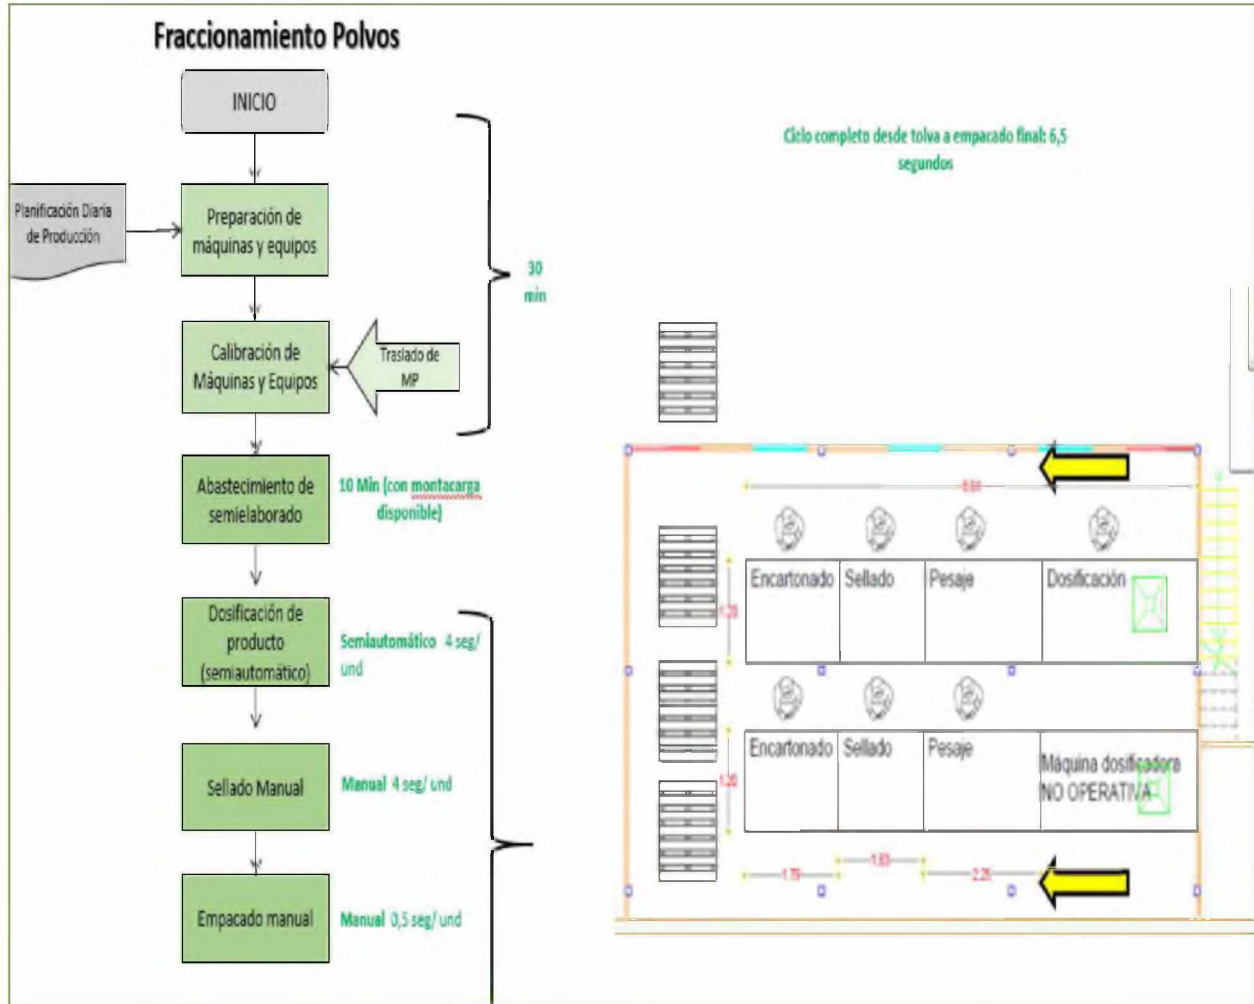 Fraccionamiento Polvos
INICIO
Planificación Diaria
de Producción
Preparación de
máquinas y equipos
30
min
Calibración de
Máquinas y Equipos
Traslado de
MP
Abastecimiento de
semielaborado
10 Min (con montacarga
disponible)
Dosificación de
producto
(semiautomático)
Semiautomático 4 seg/
und
Sellado Manual
Manual 4 seg/ und
Empacado manual
Manual 0,5 seg/ und
Ciclo completo desde tolva a empacado final: 6,5
segundos
Encartonado
Sellado
Pesaje
Dosificación
1.20
Encartonado
Sellado
Pesaje
Máquina dosificadora
NO OPERATIVA
1.20
1.79
2.25